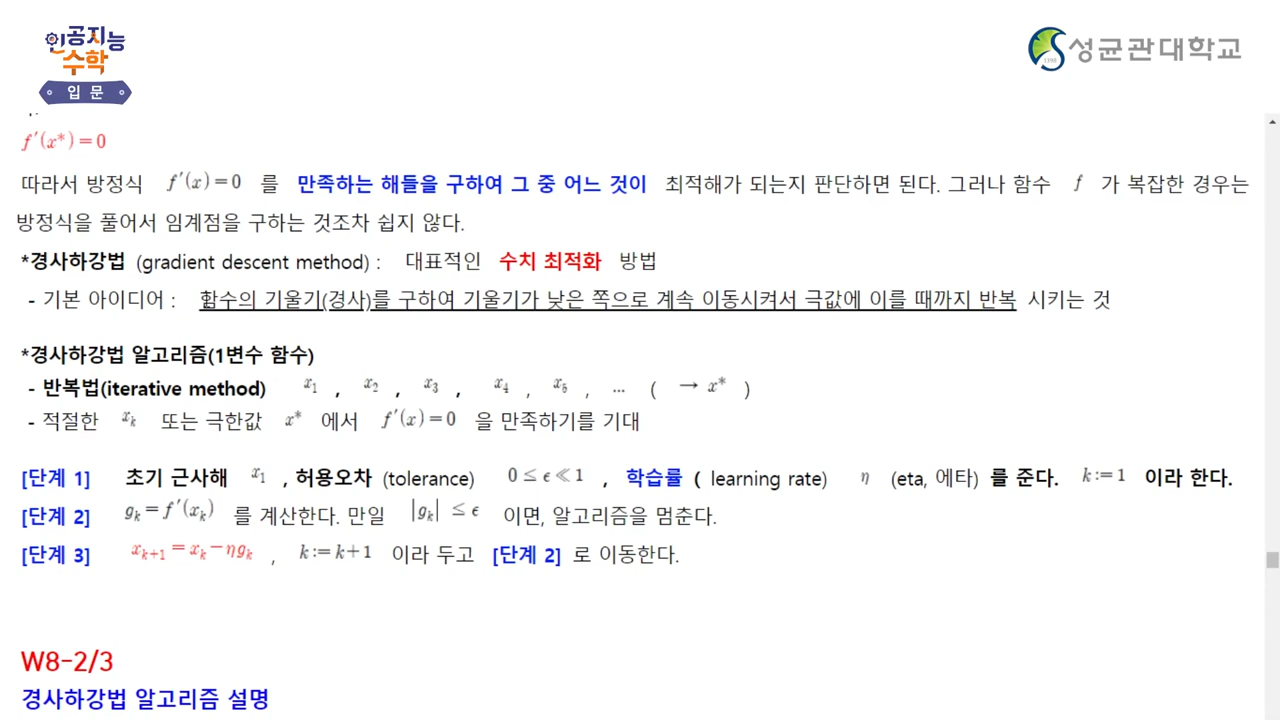 인공지능
수학
입문
성균관대학교
1398
f′(x*)=0
따라서 방정식 f′(x)=0 를 만족하는 해들을 구하여 그 중 어느 것이 최적해가 되는지 판단하면 된다. 그러나 함수 f 가 복잡한 경우는
방정식을 풀어서 임계점을 구하는 것조차 쉽지 않다.
*경사하강법 (gradient descent method) : 대표적인 수치 최적화 방법
- 기본 아이디어 : 함수의 기울기(경사)를 구하여 기울기가 낮은 쪽으로 계속 이동시켜서 극값에 이를 때까지 반복 시키는 것
*경사하강법 알고리즘(1변수 함수)
- 반복법(iterative method) x₁ , x₂ , x₃ , x₄ , x₅ , ... ( → x* )
- 적절한 xₖ 또는 극한값 x* 에서 f′(x)=0 을 만족하기를 기대
[단계 1] 초기 근사해 x₁ , 허용오차 (tolerance) 0≤ϵ≪1 , 학습률 ( learning rate) η (eta, 에타) 를 준다. k:=1 이라 한다.
[단계 2] gₖ=f′(xₖ) 를 계산한다. 만일 |gₖ| ≤ϵ 이면, 알고리즘을 멈춘다.
[단계 3] xₖ₊₁=xₖ−ηgₖ , k:=k+1 이라 두고 [단계 2] 로 이동한다.
W8-2/3
경사하강법 알고리즘 설명